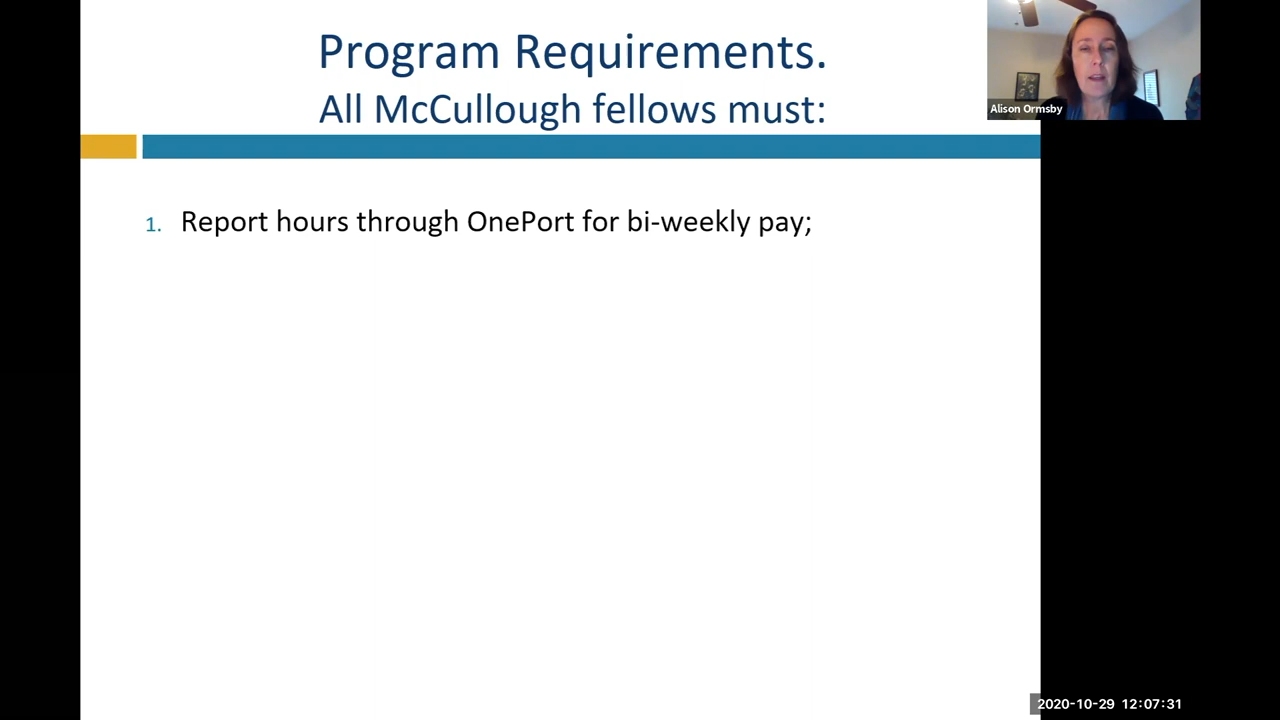 Program Requirements.
All McCullough fellows must:
Alison Ormsby
1. Report hours through OnePort for bi-weekly pay;
2020-10-29 12:07:31